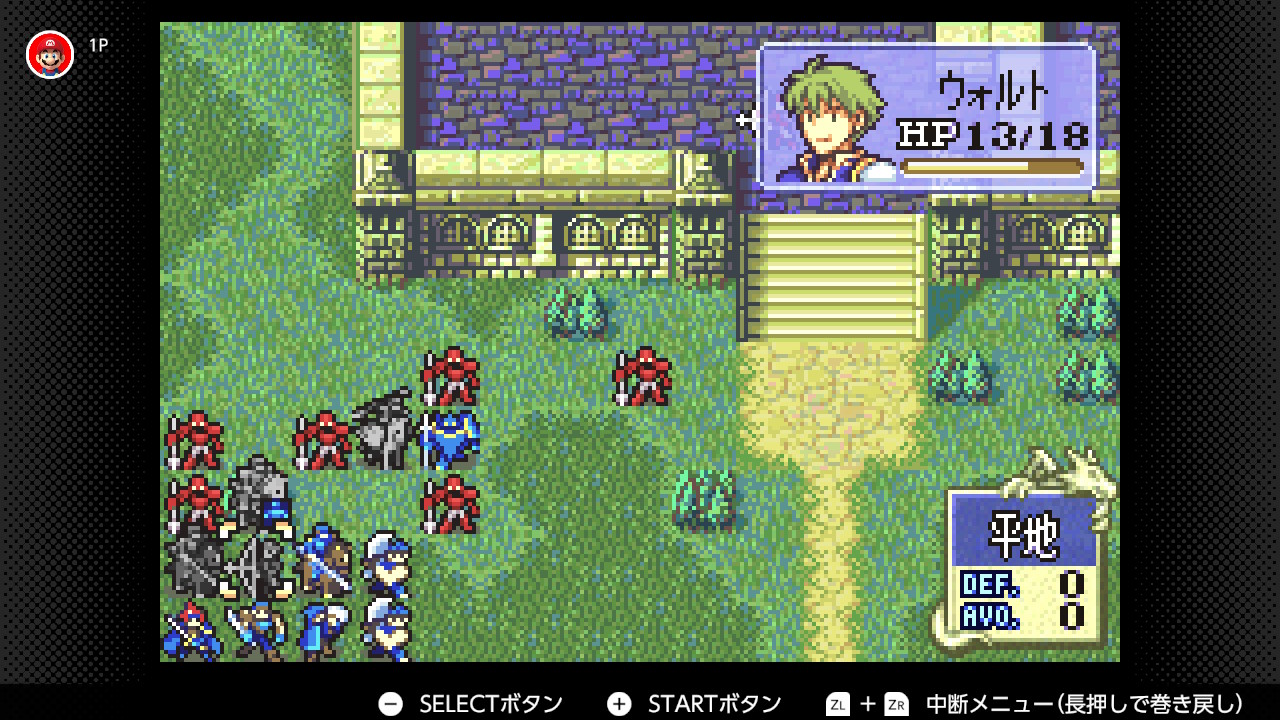 1P
ウォルト
HP13/18
平地
DEF. 0
AVO. 0
SELECTボタン
STARTボタン
ZL + ZR 中断メニュー(長押しで巻き戻し)